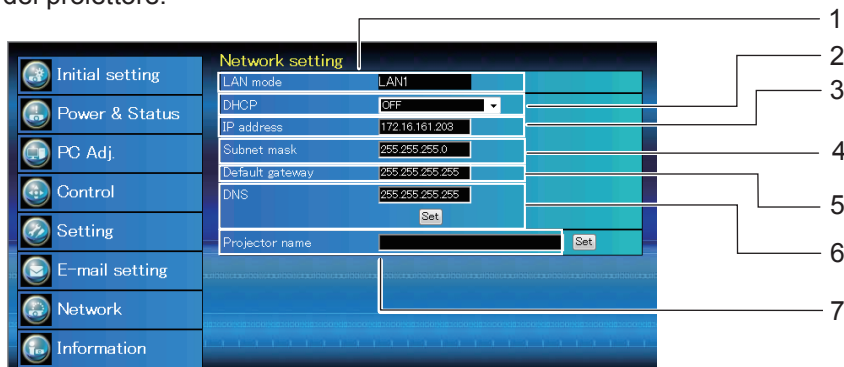 del proiettore.
1
2
3
4
5
6
7
Initial setting
Power & Status
PC Adj.
Control
Setting
E-mail setting
Network
Information
Network setting
LAN mode LAN1
DHCP OFF
IP address 172.16.161.203
Subnet mask 255.255.255.0
Default gateway 255.255.255.255
DNS 255.255.255.255
Set
Projector name Set